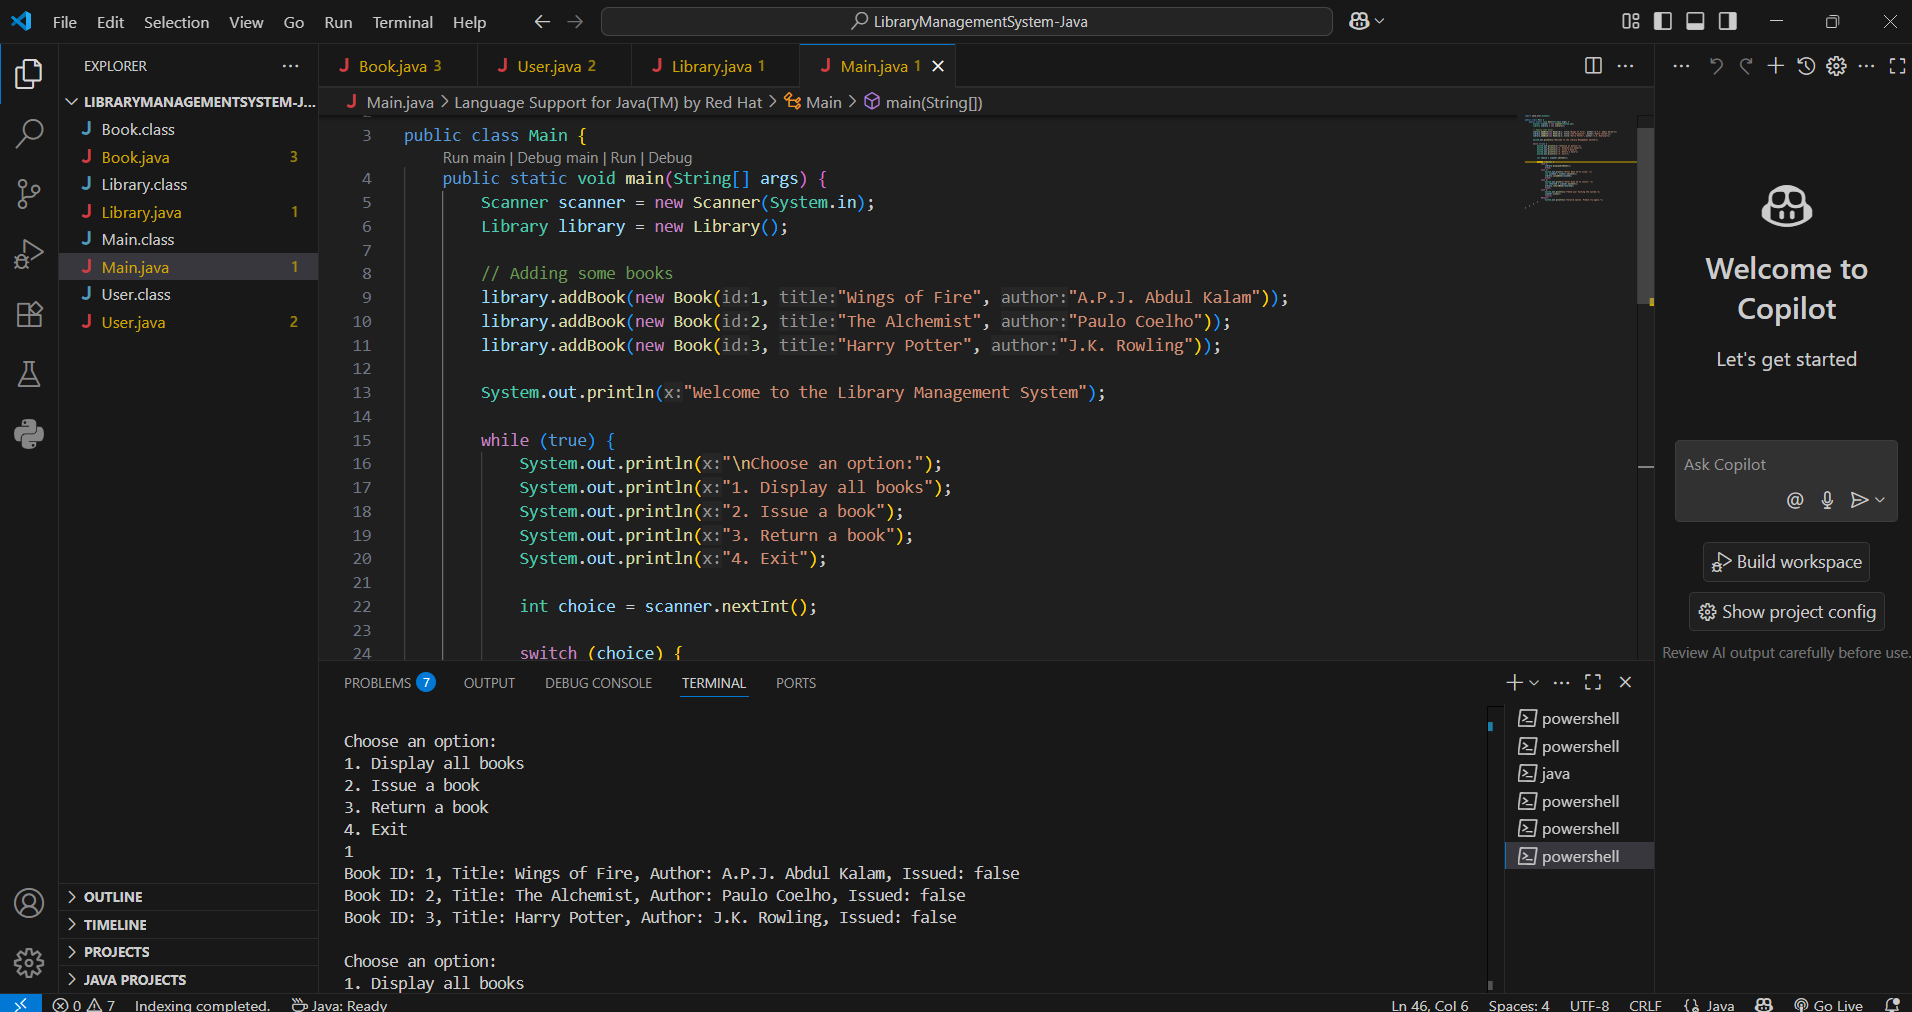 File Edit Selection View Go Run Terminal Help
LibraryManagementSystem-Java
EXPLORER
LIBRARYMANAGEMENTSYSTEM-J...
Book.class
Book.java 3
Library.class
Library.java 1
Main.class
Main.java 1
User.class
User.java 2
OUTLINE
TIMELINE
PROJECTS
JAVA PROJECTS
Book.java 3
User.java 2
Library.java 1
Main.java 1
Main.java > Language Support for Java(TM) by Red Hat > Main > main(String[])
3 public class Main {
Run main | Debug main | Run | Debug
4 public static void main(String[] args) {
5 Scanner scanner = new Scanner(System.in);
6 Library library = new Library();
7
8 // Adding some books
9 library.addBook(new Book(id:1, title:"Wings of Fire", author:"A.P.J. Abdul Kalam"));
10 library.addBook(new Book(id:2, title:"The Alchemist", author:"Paulo Coelho"));
11 library.addBook(new Book(id:3, title:"Harry Potter", author:"J.K. Rowling"));
12
13 System.out.println(x:"Welcome to the Library Management System");
14
15 while (true) {
16 System.out.println(x:"\nChoose an option:");
17 System.out.println(x:"1. Display all books");
18 System.out.println(x:"2. Issue a book");
19 System.out.println(x:"3. Return a book");
20 System.out.println(x:"4. Exit");
21
22 int choice = scanner.nextInt();
23
24 switch (choice) {
PROBLEMS 7 OUTPUT DEBUG CONSOLE TERMINAL PORTS
Choose an option:
1. Display all books
2. Issue a book
3. Return a book
4. Exit
1
Book ID: 1, Title: Wings of Fire, Author: A.P.J. Abdul Kalam, Issued: false
Book ID: 2, Title: The Alchemist, Author: Paulo Coelho, Issued: false
Book ID: 3, Title: Harry Potter, Author: J.K. Rowling, Issued: false
Choose an option:
1. Display all books
powershell
powershell
java
powershell
powershell
powershell
Welcome to
Copilot
Let's get started
Ask Copilot
Build workspace
Show project config
Review AI output carefully before use.
0 7 Indexing completed. Java: Ready
Ln 46, Col 6 Spaces: 4 UTF-8 CRLF {} Java Go Live